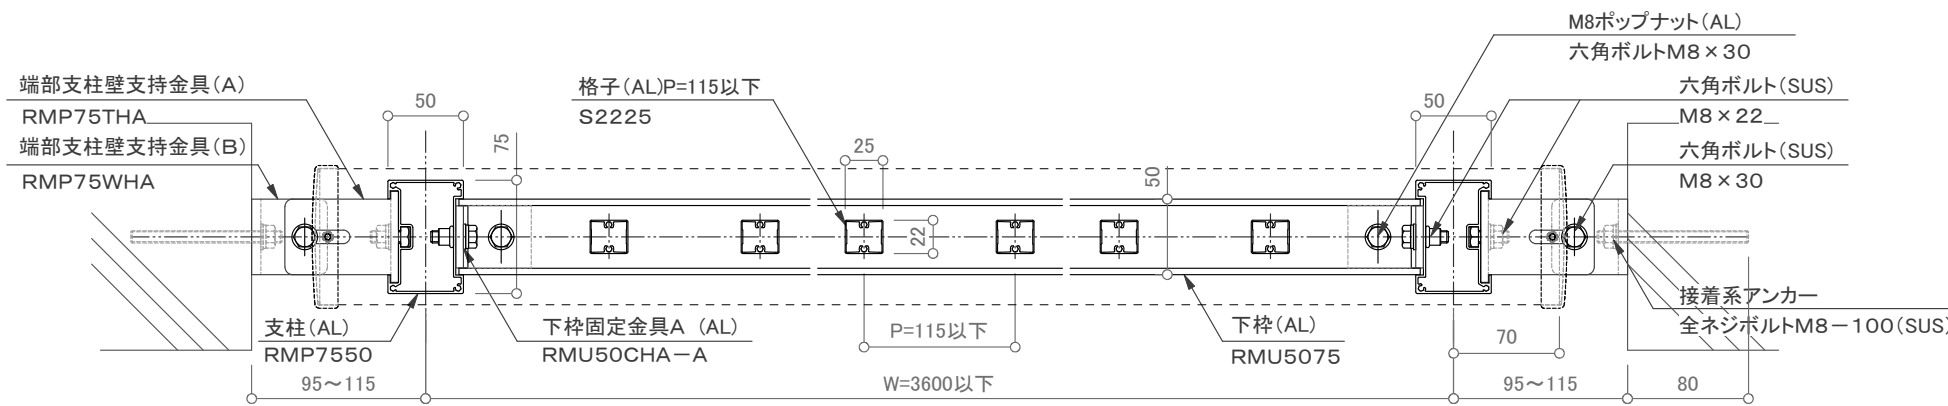 M8ポップナット(AL)
六角ボルトM8×30
端部支柱壁支持金具(A)
RMP75THA
端部支柱壁支持金具(B)
RMP75WHA
50
75
格子(AL)P=115以下
S2225
25
22
50
50
六角ボルト(SUS)
M8×22
六角ボルト(SUS)
M8×30
接着系アンカー
全ネジボルトM8-100(SUS)
支柱(AL)
RMP7550
下枠固定金具A (AL)
RMU50CHA-A
P=115以下
下枠(AL)
RMU5075
70
95~115
W=3600以下
95~115
80